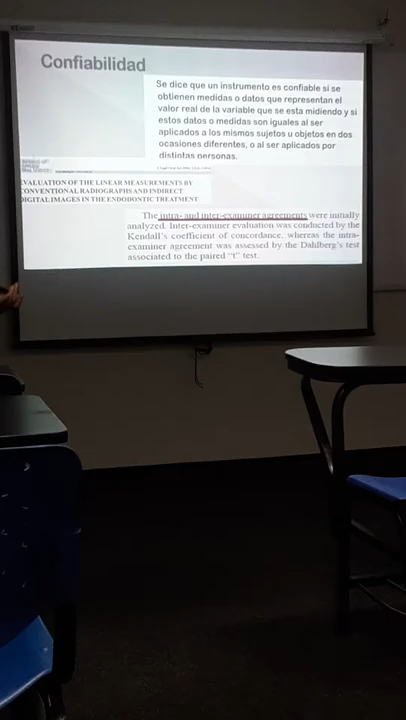 Confiabilidad
Se dice que un instrumento es confiable si se
obtienen medidas o datos que representan el
valor real de la variable que se esta midiendo y si
estos datos o medidas son iguales al ser
aplicados a los mismos sujetos u objetos en dos
ocasiones diferentes, o al ser aplicados por
distintas personas.
EVALUATION OF THE LINEAR MEASUREMENTS BY
CONVENTIONAL RADIOGRAPHS AND INDIRECT
DIGITAL IMAGES IN THE ENDODONTIC TREATMENT
The intra- and inter-examiner agreements were initially
analyzed. Inter-examiner evaluation was conducted by the
Kendall's coefficient of concordance, whereas the intra-
examiner agreement was assessed by the Dahlberg's test
associated to the paired "t" test.